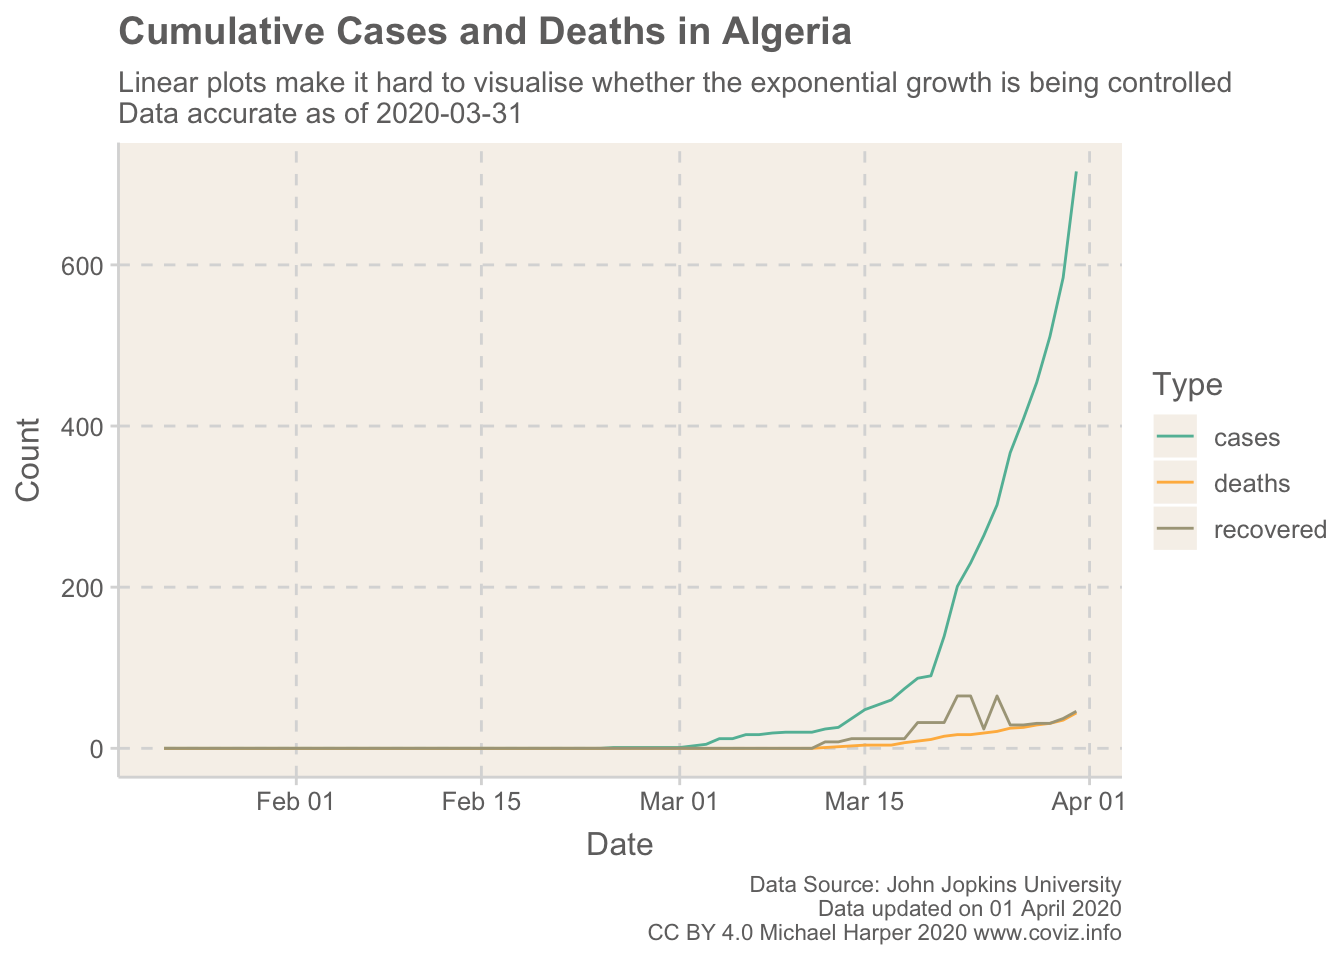 Cumulative Cases and Deaths in Algeria
Linear plots make it hard to visualise whether the exponential growth is being controlled
Data accurate as of 2020-03-31
Count
600
400
200
0
Feb 01
Feb 15
Mar 01
Mar 15
Apr 01
Date
Type
cases
deaths
recovered
Data Source: John Jopkins University
Data updated on 01 April 2020
CC BY 4.0 Michael Harper 2020 www.coviz.info